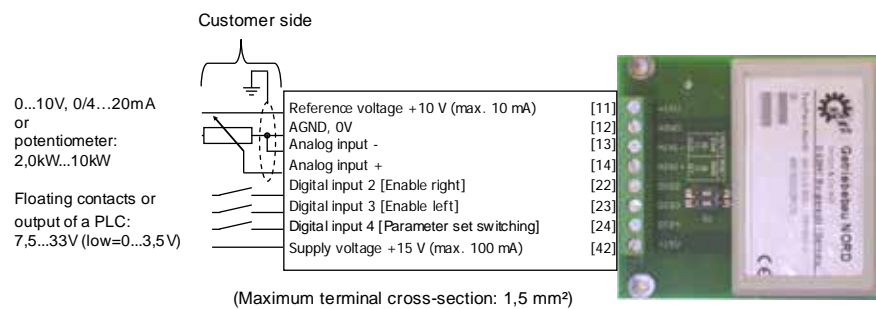 Customer side
0...10V, 0/4…20mA
or
potentiometer:
2,0kW...10kW
Floating contacts or
output of a PLC:
7,5...33V (low=0...3,5V)
Reference voltage +10 V (max. 10 mA) [11]
AGND, 0V [12]
Analog input - [13]
Analog input + [14]
Digital input 2 [Enable right] [22]
Digital input 3 [Enable left] [23]
Digital input 4 [Parameter set switching] [24]
Supply voltage +15 V (max. 100 mA) [42]
(Maximum terminal cross-section: 1,5 mm²)
Getriebebau NORD
CE